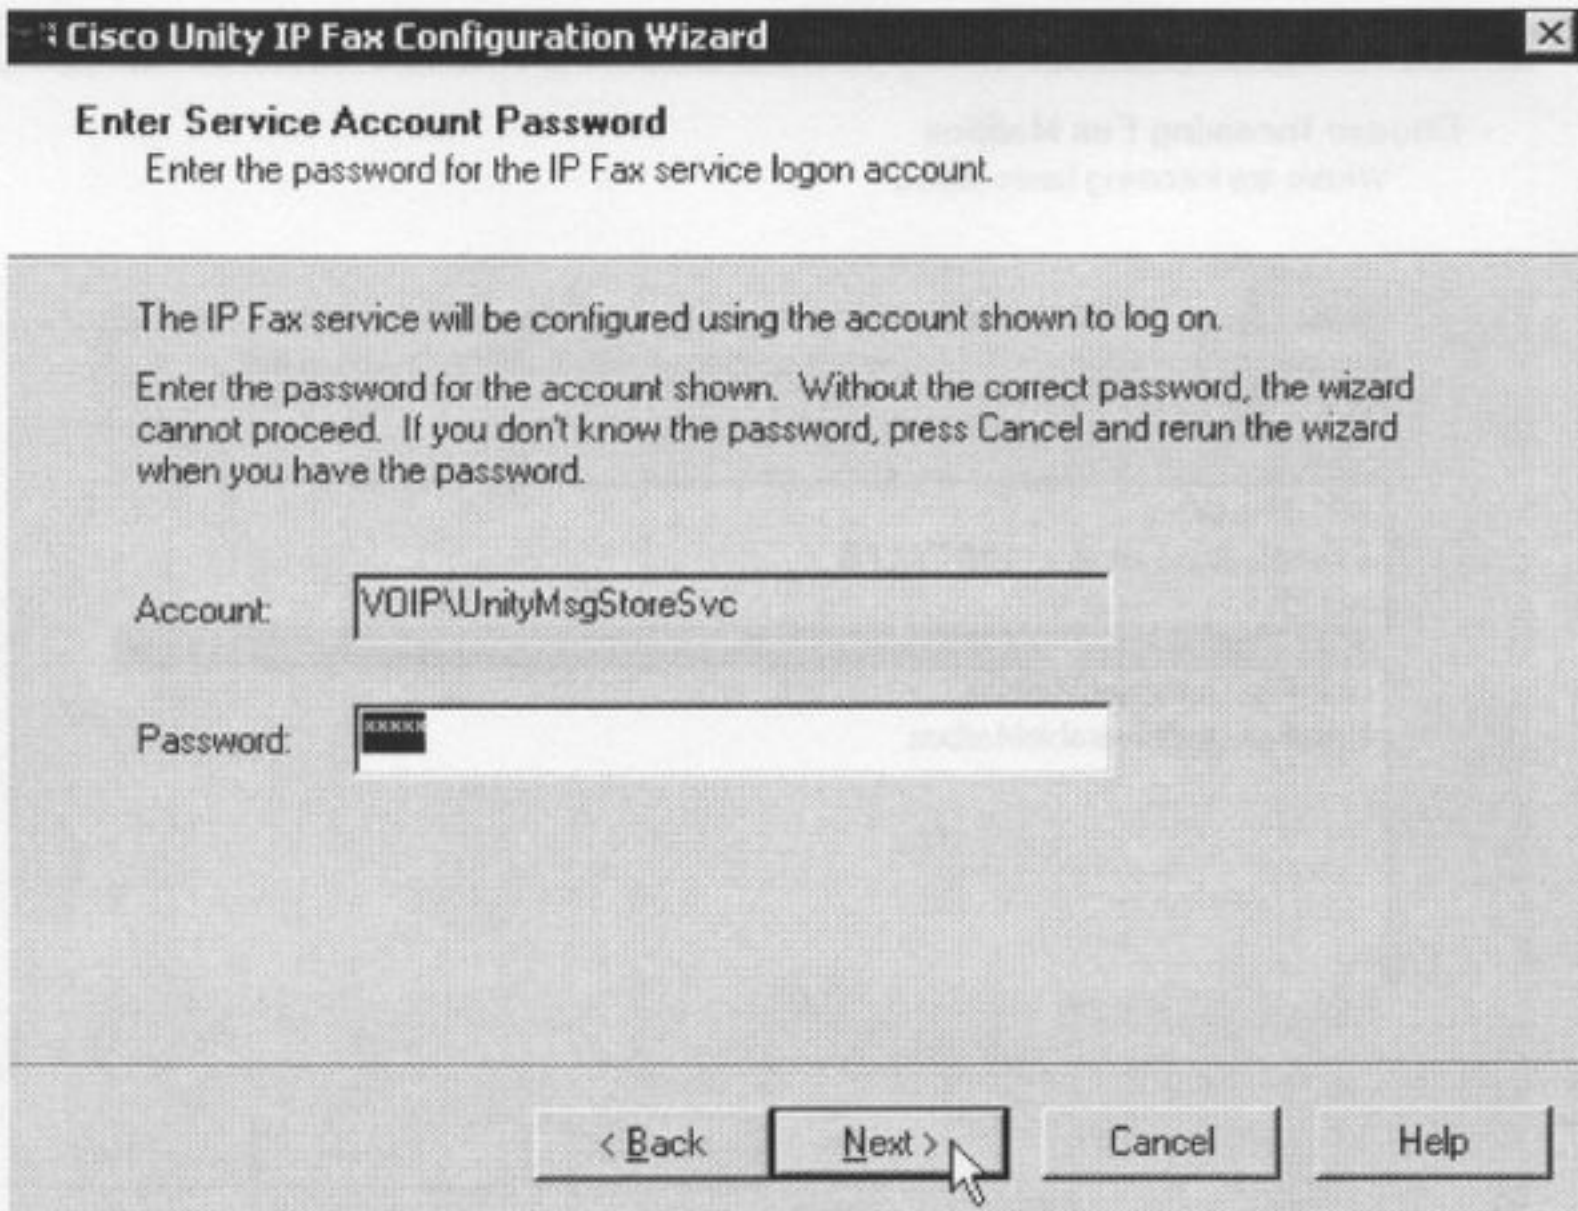 Cisco Unity IP Fax Configuration Wizard
Enter Service Account Password
Enter the password for the IP Fax service logon account.
The IP Fax service will be configured using the account shown to log on.
Enter the password for the account shown. Without the correct password, the wizard
cannot proceed. If you don't know the password, press Cancel and rerun the wizard
when you have the password.
Account: VOIP\UnityMsgStoreSvc
Password: xxxxx
< Back Next > Cancel Help